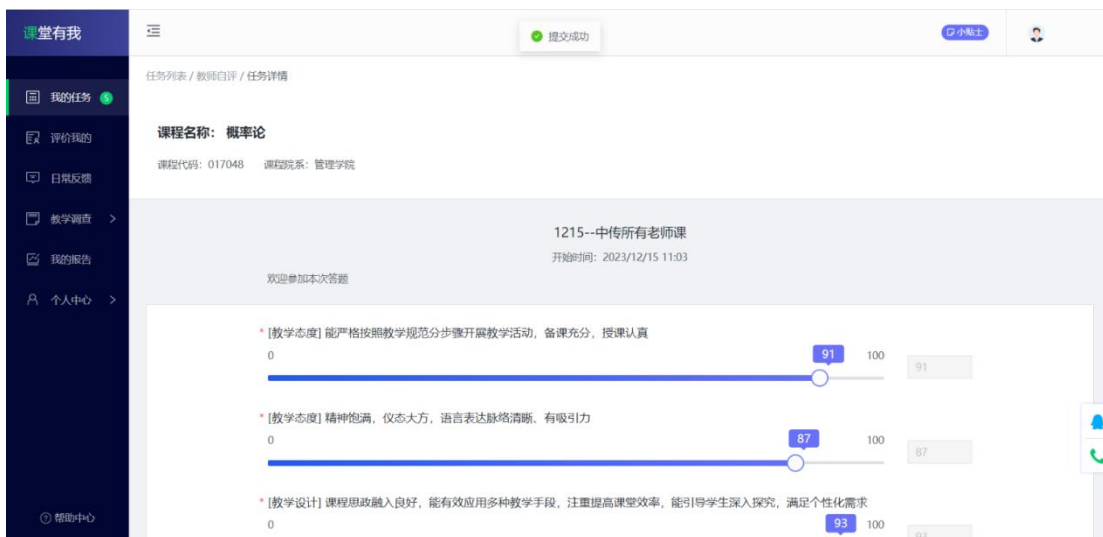 课堂有我
提交成功
小贴士
任务列表 / 教师自评 / 任务详情
我的任务 5
评价我的
日常反馈
教学调查
我的报告
个人中心
帮助中心
课程名称： 概率论
课程代码：017048 课程院系：管理学院
1215--中传所有老师课
开始时间：2023/12/15 11:03
欢迎参加本次答题
* [教学态度] 能严格按照教学规范分步骤开展教学活动，备课充分，授课认真
0 91 100 91
* [教学态度] 精神饱满，仪态大方，语言表达脉络清晰、有吸引力
0 87 100 87
* [教学设计] 课程思政融入良好，能有效应用多种教学手段，注重提高课堂效率，能引导学生深入探究，满足个性化需求
0 93 100 93